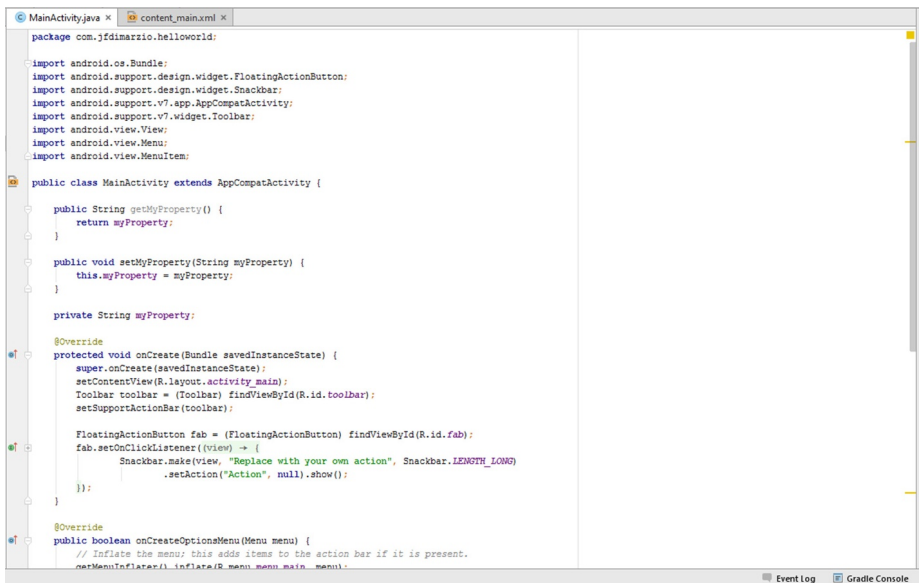 MainActivity.java × content_main.xml ×
package com.jfdimarzio.helloworld;
import android.os.Bundle;
import android.support.design.widget.FloatingActionButton;
import android.support.design.widget.Snackbar;
import android.support.v7.app.AppCompatActivity;
import android.support.v7.widget.Toolbar;
import android.view.View;
import android.view.Menu;
import android.view.MenuItem;
public class MainActivity extends AppCompatActivity {
public String getMyProperty() {
return myProperty;
}
public void setMyProperty(String myProperty) {
this.myProperty = myProperty;
}
private String myProperty;
@Override
protected void onCreate(Bundle savedInstanceState) {
super.onCreate(savedInstanceState);
setContentView(R.layout.activity_main);
Toolbar toolbar = (Toolbar) findViewById(R.id.toolbar);
setSupportActionBar(toolbar);
FloatingActionButton fab = (FloatingActionButton) findViewById(R.id.fab);
fab.setOnClickListener((view) → {
Snackbar.make(view, "Replace with your own action", Snackbar.LENGTH_LONG)
.setAction("Action", null).show();
});
}
@Override
public boolean onCreateOptionsMenu(Menu menu) {
// Inflate the menu; this adds items to the action bar if it is present.
getMenuInflater().inflate(R.menu.menu_main, menu);
Event Log Gradle Console